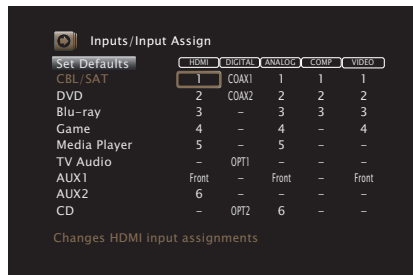 Inputs/Input Assign
Set Defaults HDMI DIGITAL ANALOG COMP VIDEO
CBL/SAT 1 COAX1 1 1 1
DVD 2 COAX2 2 2 2
Blu-ray 3 – 3 3 3
Game 4 – 4 – 4
Media Player 5 – 5 – –
TV Audio – OPT1 – – –
AUX1 Front – Front – Front
AUX2 6 – – – –
CD – OPT2 6 – –
Changes HDMI input assignments